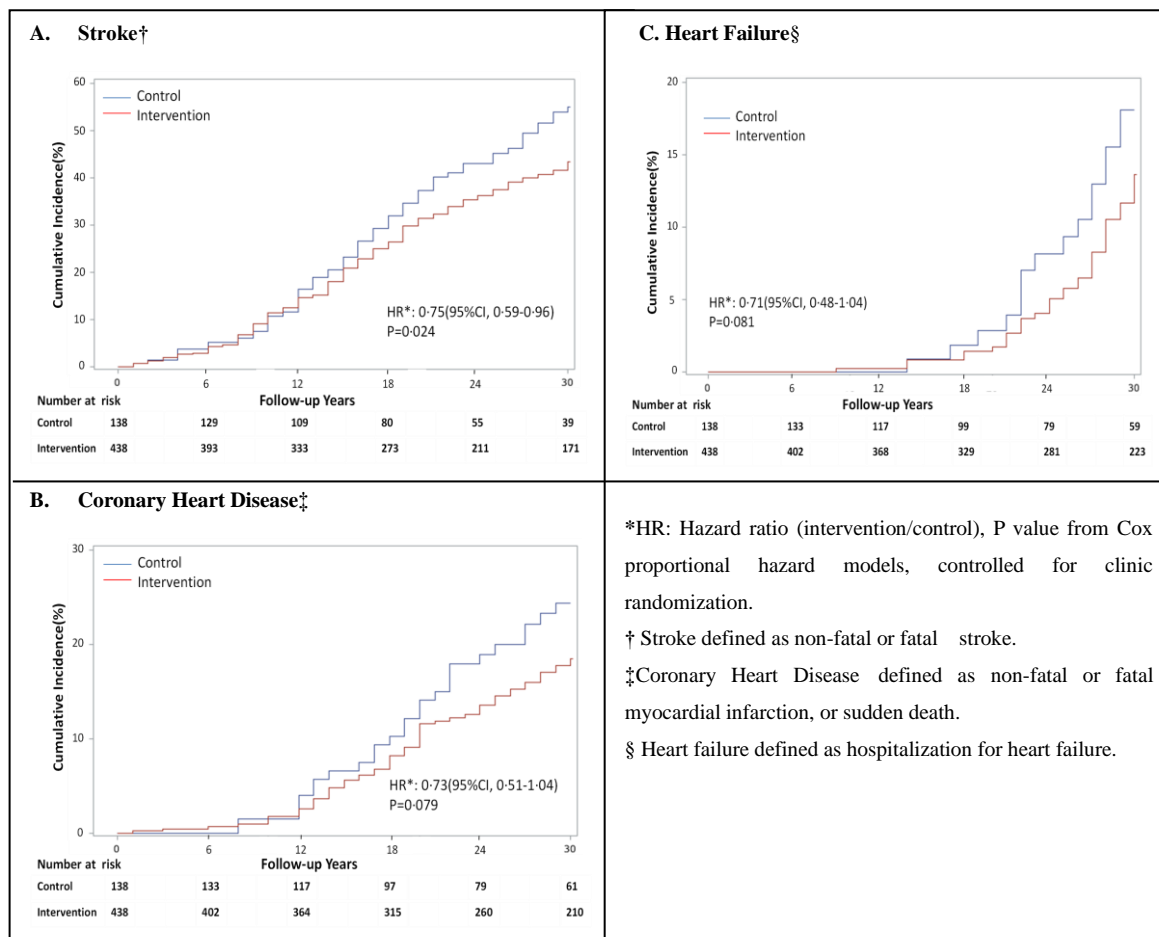 A. Stroke†
60
50
40
30
20
10
0
Cumulative Incidence(%)
Control
Intervention
HR*: 0·75(95%CI, 0·59-0·96)
P=0·024
0 6 12 18 24 30
Number at risk Follow-up Years
Control 138 129 109 80 55 39
Intervention 438 393 333 273 211 171
B. Coronary Heart Disease‡
30
20
10
0
Cumulative Incidence(%)
Control
Intervention
HR*: 0·73(95%CI, 0·51-1·04)
P=0·079
0 6 12 18 24 30
Number at risk Follow-up Years
Control 138 133 117 97 79 61
Intervention 438 402 364 315 260 210
C. Heart Failure§
20
15
10
5
0
Cumulative Incidence(%)
Control
Intervention
HR*: 0·71(95%CI, 0·48-1·04)
P=0·081
0 6 12 18 24 30
Number at risk Follow-up Years
Control 138 133 117 99 79 59
Intervention 438 402 368 329 281 223
*HR: Hazard ratio (intervention/control), P value from Cox
proportional hazard models, controlled for clinic
randomization.
† Stroke defined as non-fatal or fatal stroke.
‡Coronary Heart Disease defined as non-fatal or fatal
myocardial infarction, or sudden death.
§ Heart failure defined as hospitalization for heart failure.